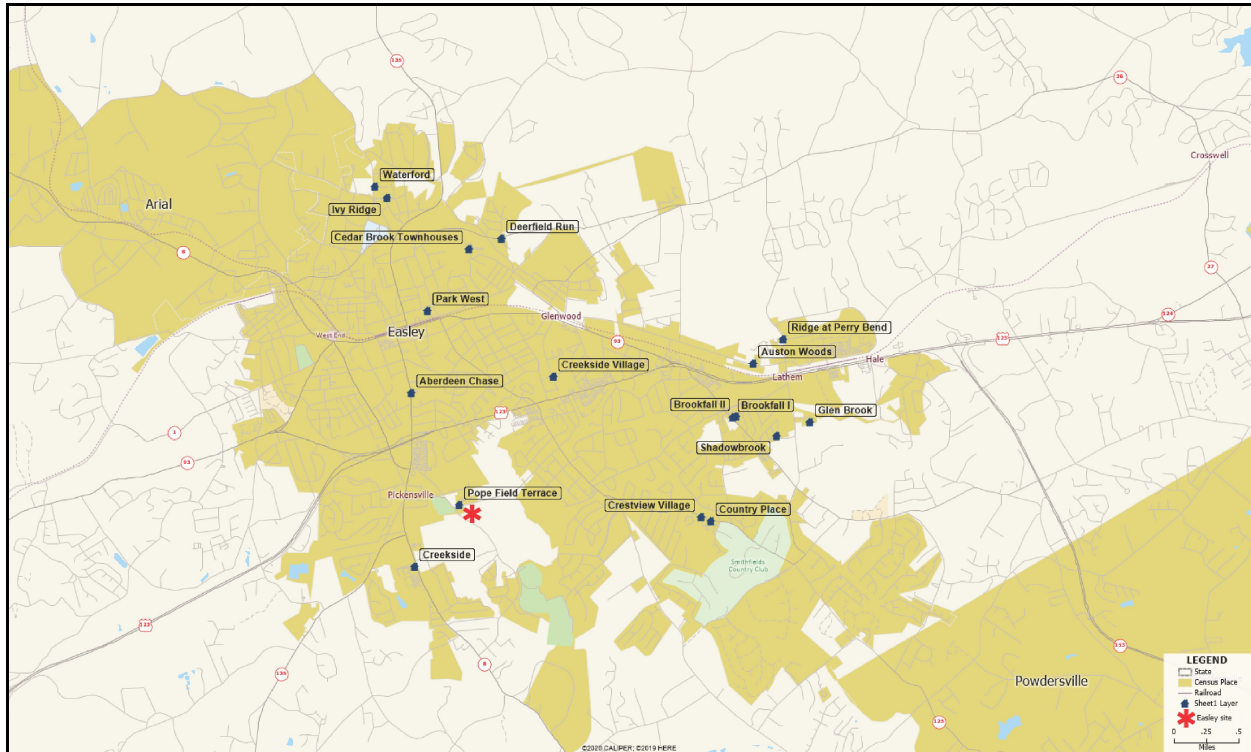 135
26
Crosswell
Waterford
Ivy Ridge
Arial
Deerfield Run
Cedar Brook Townhouses
8
37
Park West
Glenwood
124
West End
Easley
93
Ridge at Perry Bend
123
Auston Woods
Hale
Lathem
Creekside Village
Aberdeen Chase
Brookfall II
Brookfall I
Glen Brook
123
1
Shadowbrook
93
Pickensville
Pope Field Terrace
Crestview Village
Country Place
Creekside
Smithfields
Country Club
123
153
8
135
Powdersville
135
LEGEND
State
Census Place
Railroad
Sheet1 Layer
Easley site
0 .25 .5
Miles
©2020 CALIPER; ©2019 HERE